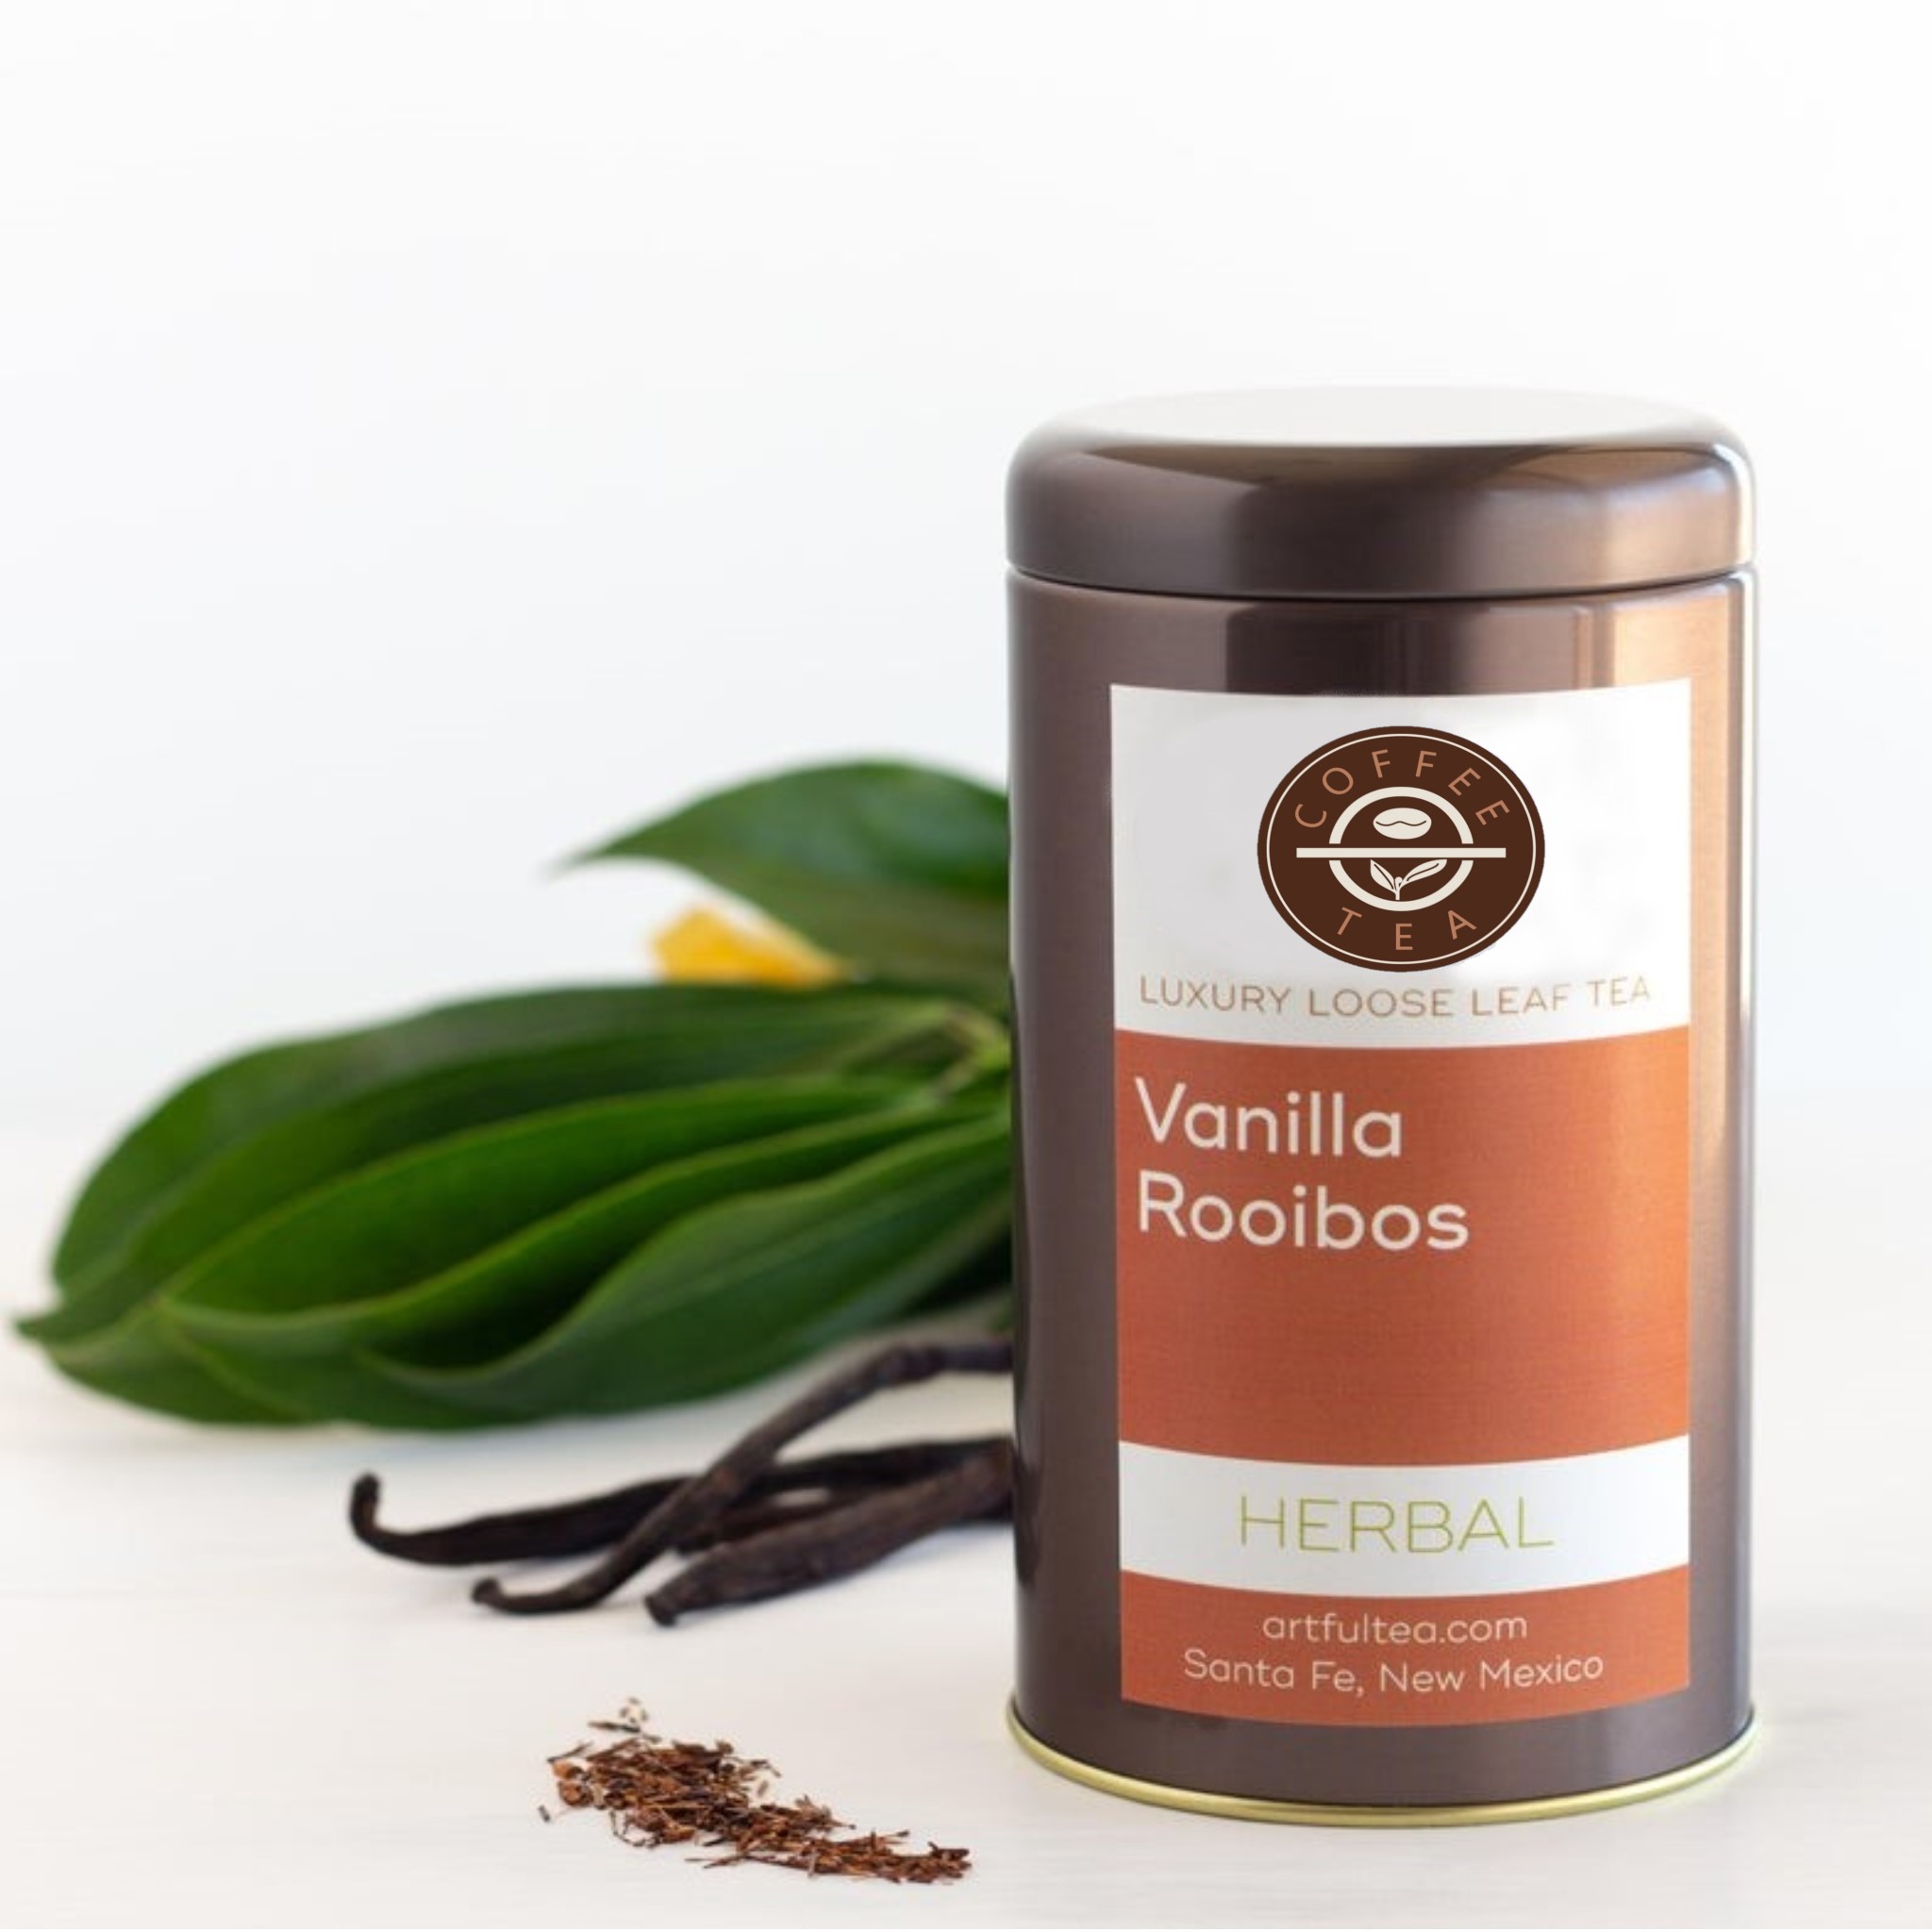 COFFEE
TEA
LUXURY LOOSE LEAF TEA
Vanilla
Rooibos
HERBAL
artfultea.com
Santa Fe, New Mexico